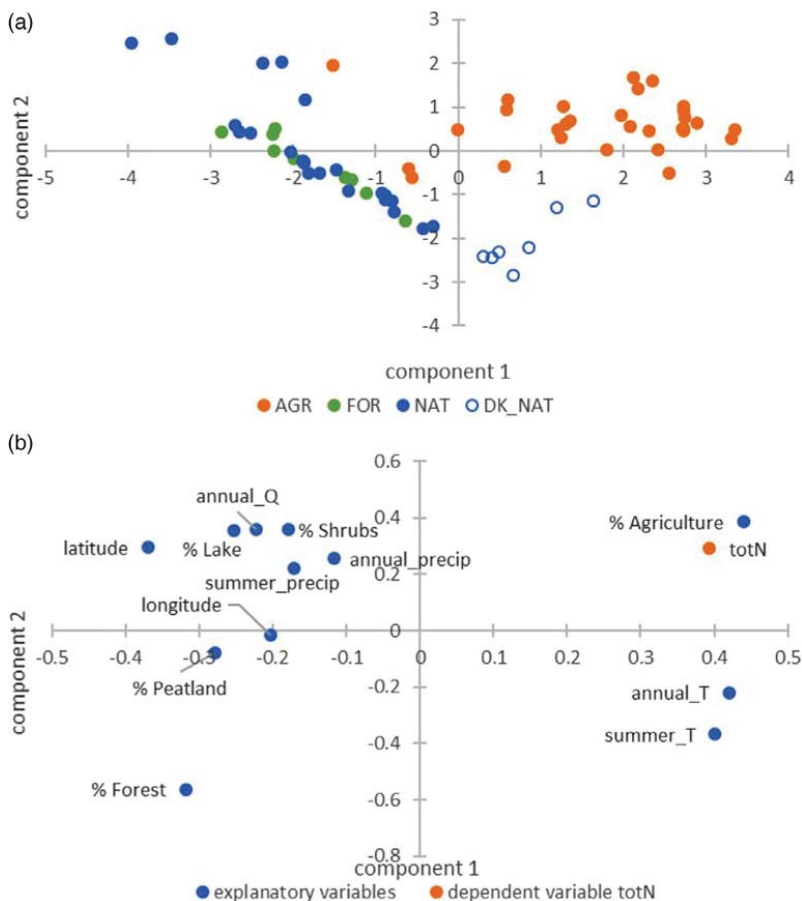 (a)
3
2
1
0
-5
-4
-3
-2
-1
0
1
2
3
4
-1
-2
-3
-4
component 2
component 1
AGR FOR NAT DK_NAT
(b)
0.6
annual_Q
0.4
% Agriculture
% Shrubs
latitude
% Lake
totN
annual_precip
0.2
summer_precip
longitude
0
-0.5 -0.4 -0.3 -0.2 -0.1 0 0.1 0.2 0.3 0.4 0.5
% Peatland
-0.2
annual_T
summer_T
-0.4
% Forest
-0.6
-0.8
component 2
component 1
explanatory variables dependent variable totN